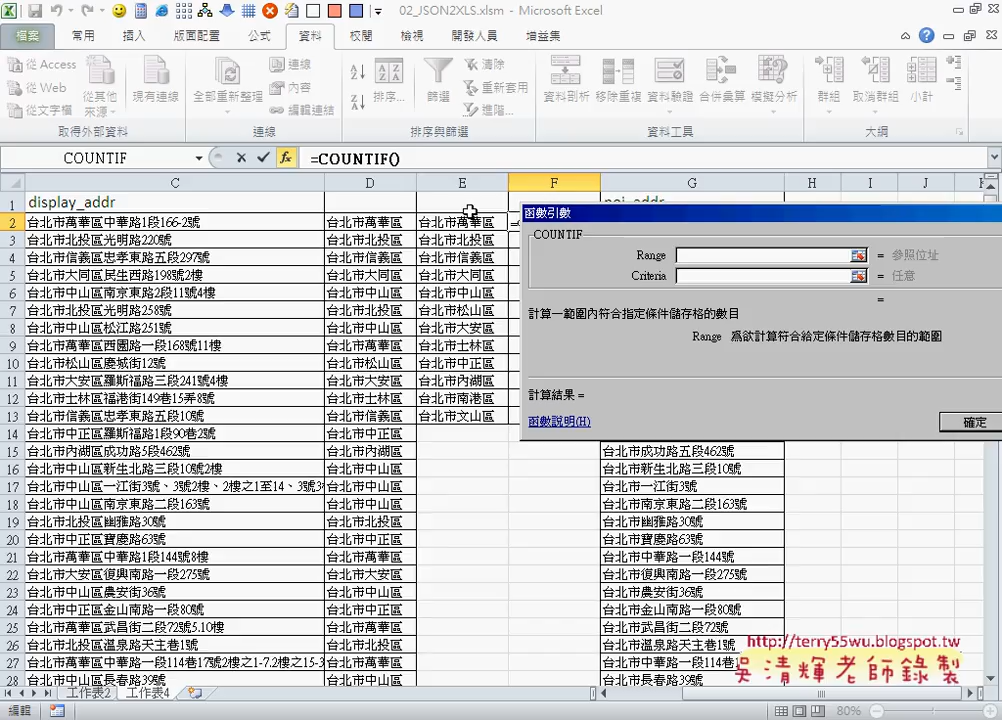 02_JSON2XLS.xlsm - Microsoft Excel
檔案 常用 插入 版面配置 公式 資料 校閱 檢視 開發人員 增益集
從 Access
從 Web
從文字檔
從其他來源
現有連線
全部重新整理
連線
內容
編輯連結
排序...
篩選
清除
重新套用
進階...
資料剖析 移除重複 資料驗證 合併彙算 模擬分析
群組 取消群組 小計
取得外部資料 連線 排序與篩選 資料工具 大綱
COUNTIF fx =COUNTIF()
C D E F G H I J
1 display_addr poi_addr
2 台北市萬華區中華路1段166-2號 台北市萬華區 台北市萬華區
3 台北市北投區光明路220號 台北市北投區 台北市北投區
4 台北市信義區忠孝東路五段297號 台北市信義區 台北市信義區
5 台北市大同區民生西路198號2樓 台北市大同區 台北市大同區
6 台北市中山區南京東路2段11號4樓 台北市中山區 台北市中山區
7 台北市北投區光明路258號 台北市北投區 台北市松山區
8 台北市中山區松江路251號 台北市中山區 台北市大安區
9 台北市萬華區西園路一段168號11樓 台北市萬華區 台北市士林區
10 台北市松山區慶城街12號 台北市松山區 台北市中正區
11 台北市大安區羅斯福路三段241號4樓 台北市大安區 台北市內湖區
12 台北市士林區福港街149巷15弄8號 台北市士林區 台北市南港區
13 台北市信義區忠孝東路五段10號 台北市信義區 台北市文山區
14 台北市中正區羅斯福路1段90巷2號 台北市中正區
15 台北市內湖區成功路5段462號 台北市內湖區 台北市成功路五段462號
16 台北市中山區新生北路三段10號2樓 台北市中山區 台北市新生北路三段10號
17 台北市中山區一江街3號、3號2樓、2樓之1至14、3號3 台北市中山區 台北市一江街3號
18 台北市中山區南京東路二段163號 台北市中山區 台北市南京東路二段163號
19 台北市北投區幽雅路30號 台北市北投區 台北市幽雅路30號
20 台北市中正區寶慶路63號 台北市中正區 台北市寶慶路63號
21 台北市萬華區中華路1段144號8樓 台北市萬華區 台北市中華路一段144號
22 台北市大安區復興南路一段275號 台北市大安區 台北市復興南路一段275號
23 台北市中山區農安街36號 台北市中山區 台北市農安街36號
24 台北市中正區金山南路一段80號 台北市中正區 台北市金山南路一段80號
25 台北市萬華區武昌街二段72號5.10樓 台北市萬華區 台北市武昌街二段72號
26 台北市北投區溫泉路天主巷1號 台北市北投區
27 台北市萬華區中華路一段114巷17號2樓之1-7.2樓之15-3 台北市萬華區 台北市中華路一段114巷1
28 台北市中山區長春路39號 台北市中山區 台北市長春路39號
函數引數
COUNTIF
Range = 參照位址
Criteria = 任意
=
計算一範圍內符合指定條件儲存格的數目
Range 為欲計算符合給定條件儲存格數目的範圍
計算結果 =
函數說明(H) 確定
http://terry55wu.blogspot.tw
吳清輝老師錄製
工作表2 工作表4
編輯 80%